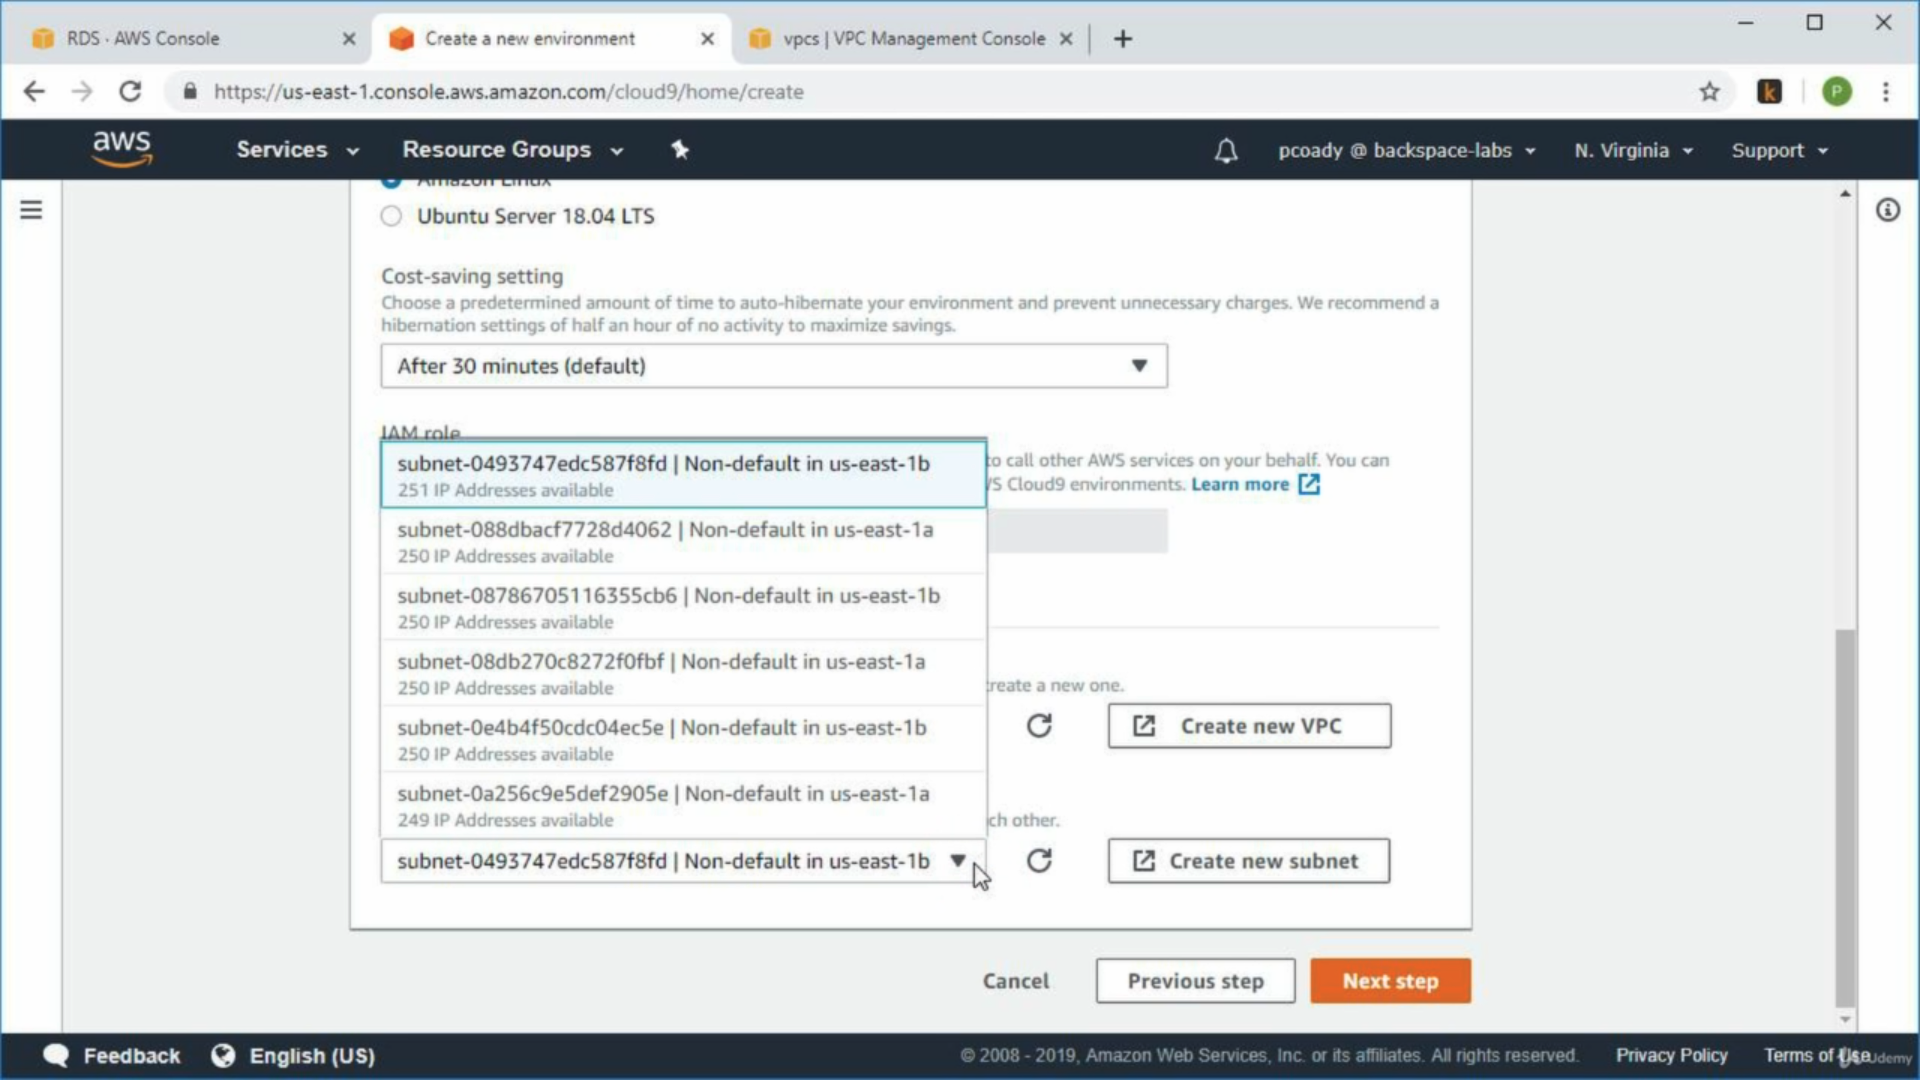 RDS · AWS Console
Create a new environment
vpcs | VPC Management Console
https://us-east-1.console.aws.amazon.com/cloud9/home/create
k
P
aws
Services
Resource Groups
pcoady @ backspace-labs
N. Virginia
Support
Amazon Linux
Ubuntu Server 18.04 LTS
Cost-saving setting
Choose a predetermined amount of time to auto-hibernate your environment and prevent unnecessary charges. We recommend a
hibernation settings of half an hour of no activity to maximize savings.
After 30 minutes (default)
IAM role
to call other AWS services on your behalf. You can
S Cloud9 environments. Learn more
subnet-0493747edc587f8fd | Non-default in us-east-1b
251 IP Addresses available
subnet-088dbacf7728d4062 | Non-default in us-east-1a
250 IP Addresses available
subnet-08786705116355cb6 | Non-default in us-east-1b
250 IP Addresses available
subnet-08db270c8272f0fbf | Non-default in us-east-1a
250 IP Addresses available
create a new one.
subnet-0e4b4f50cdc04ec5e | Non-default in us-east-1b
250 IP Addresses available
Create new VPC
subnet-0a256c9e5def2905e | Non-default in us-east-1a
249 IP Addresses available
ch other.
subnet-0493747edc587f8fd | Non-default in us-east-1b
Create new subnet
Cancel
Previous step
Next step
Feedback
English (US)
© 2008 - 2019, Amazon Web Services, Inc. or its affiliates. All rights reserved.
Privacy Policy
Terms of Use
Udemy